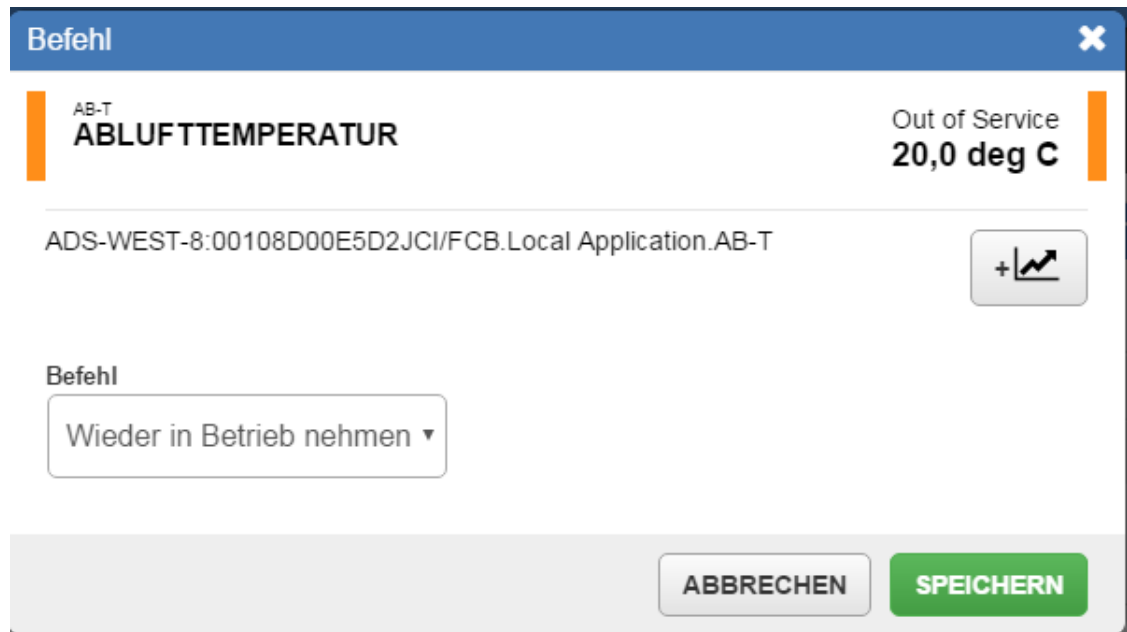 Befehl
AB-T
ABLUFTTEMPERATUR
Out of Service
20,0 deg C
ADS-WEST-8:00108D00E5D2JCI/FCB.Local Application.AB-T
+
Befehl
Wieder in Betrieb nehmen
ABBRECHEN
SPEICHERN